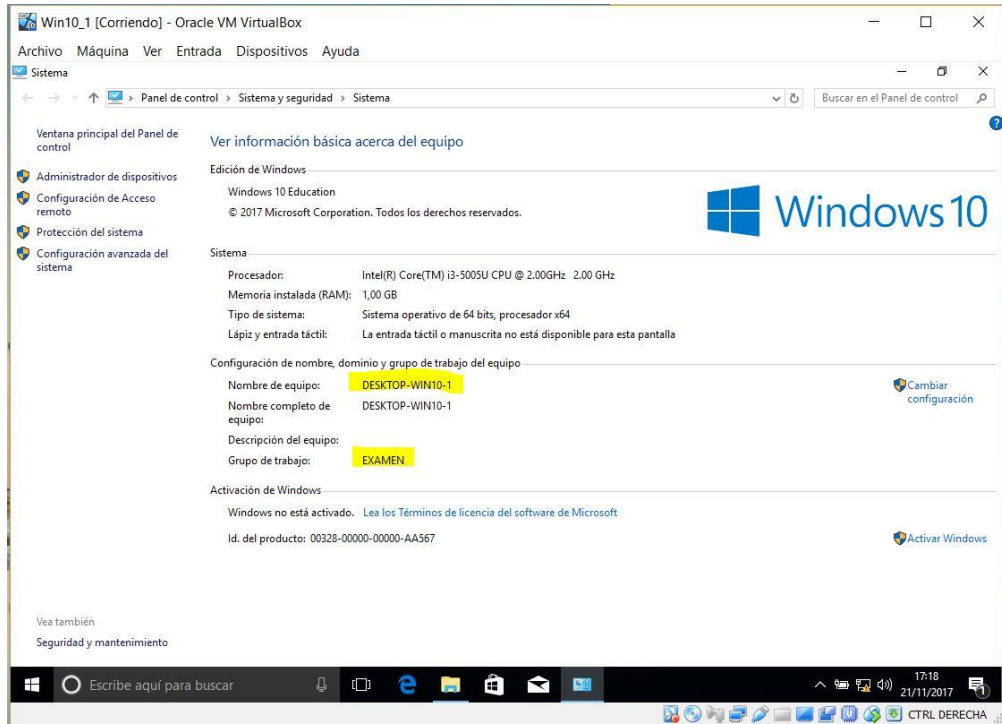 Win10_1 [Corriendo] - Oracle VM VirtualBox
Archivo Máquina Ver Entrada Dispositivos Ayuda
Sistema
Panel de control > Sistema y seguridad > Sistema
Buscar en el Panel de control
Ventana principal del Panel de
control
Administrador de dispositivos
Configuración de Acceso
remoto
Protección del sistema
Configuración avanzada del
sistema
Ver información básica acerca del equipo
Edición de Windows
Windows 10 Education
© 2017 Microsoft Corporation. Todos los derechos reservados.
Windows 10
Sistema
Procesador: Intel(R) Core(TM) i3-5005U CPU @ 2.00GHz 2.00 GHz
Memoria instalada (RAM): 1,00 GB
Tipo de sistema: Sistema operativo de 64 bits, procesador x64
Lápiz y entrada táctil: La entrada táctil o manuscrita no está disponible para esta pantalla
Configuración de nombre, dominio y grupo de trabajo del equipo
Nombre de equipo: DESKTOP-WIN10-1
Cambiar
configuración
Nombre completo de
equipo:
DESKTOP-WIN10-1
Descripción del equipo:
Grupo de trabajo: EXAMEN
Activación de Windows
Windows no está activado. Lea los Términos de licencia del software de Microsoft
Id. del producto: 00328-00000-00000-AA567
Activar Windows
Vea también
Seguridad y mantenimiento
Escribe aquí para buscar
17:18
21/11/2017
1
CTRL DERECHA